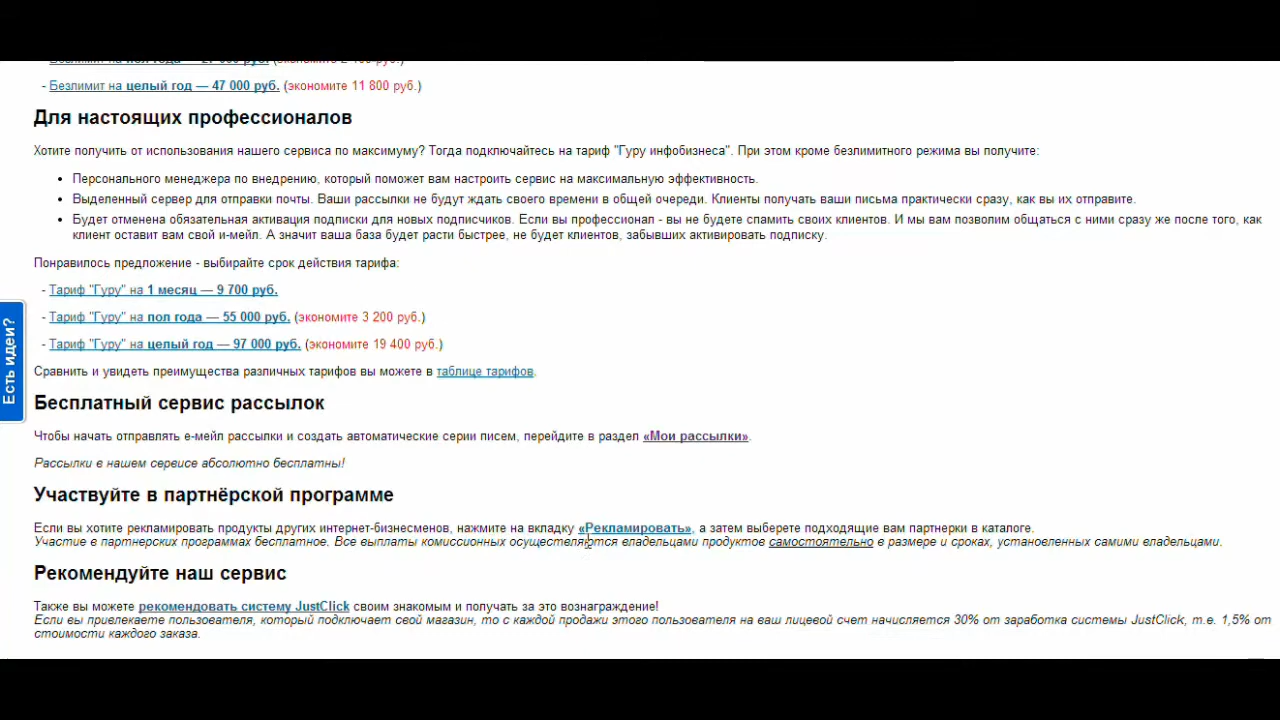 Безлимит на пол года — 27 000 руб. (экономите 2 400 руб.)
- Безлимит на целый год — 47 000 руб. (экономите 11 800 руб.)
Для настоящих профессионалов
Хотите получить от использования нашего сервиса по максимуму? Тогда подключайтесь на тариф "Гуру инфобизнеса". При этом кроме безлимитного режима вы получите:
• Персонального менеджера по внедрению, который поможет вам настроить сервис на максимальную эффективность.
• Выделенный сервер для отправки почты. Ваши рассылки не будут ждать своего времени в общей очереди. Клиенты получать ваши письма практически сразу, как вы их отправите.
• Будет отменена обязательная активация подписки для новых подписчиков. Если вы профессионал - вы не будете спамить своих клиентов. И мы вам позволим общаться с ними сразу же после того, как
клиент оставит вам свой и-мейл. А значит ваша база будет расти быстрее, не будет клиентов, забывших активировать подписку.
Понравилось предложение - выбирайте срок действия тарифа:
- Тариф "Гуру" на 1 месяц — 9 700 руб.
- Тариф "Гуру" на пол года — 55 000 руб. (экономите 3 200 руб.)
- Тариф "Гуру" на целый год — 97 000 руб. (экономите 19 400 руб.)
Есть идеи?
Сравнить и увидеть преимущества различных тарифов вы можете в таблице тарифов.
Бесплатный сервис рассылок
Чтобы начать отправлять е-мейл рассылки и создать автоматические серии писем, перейдите в раздел «Мои рассылки».
Рассылки в нашем сервисе абсолютно бесплатны!
Участвуйте в партнёрской программе
Если вы хотите рекламировать продукты других интернет-бизнесменов, нажмите на вкладку «Рекламировать», а затем выберете подходящие вам партнерки в каталоге.
Участие в партнерских программах бесплатное. Все выплаты комиссионных осуществляются владельцами продуктов самостоятельно в размере и сроках, установленных самими владельцами.
Рекомендуйте наш сервис
Также вы можете рекомендовать систему JustClick своим знакомым и получать за это вознаграждение!
Если вы привлекаете пользователя, который подключает свой магазин, то с каждой продажи этого пользователя на ваш лицевой счет начисляется 30% от заработка системы JustClick, т.е. 1,5% от
стоимости каждого заказа.